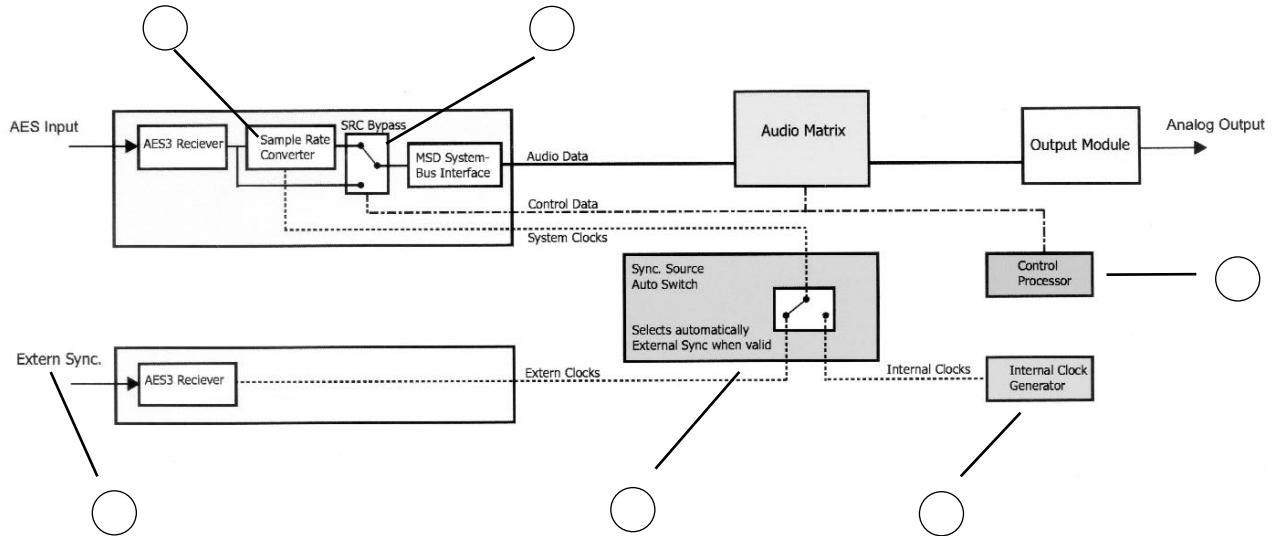 AES Input
AES3 Reciever
Sample Rate
Converter
SRC Bypass
MSD System-
Bus Interface
Audio Data
Audio Matrix
Output Module
Analog Output
Control Data
System Clocks
Sync. Source
Auto Switch
Selects automatically
External Sync when valid
Control
Processor
Extern Sync.
AES3 Reciever
Extern Clocks
Internal Clocks
Internal Clock
Generator